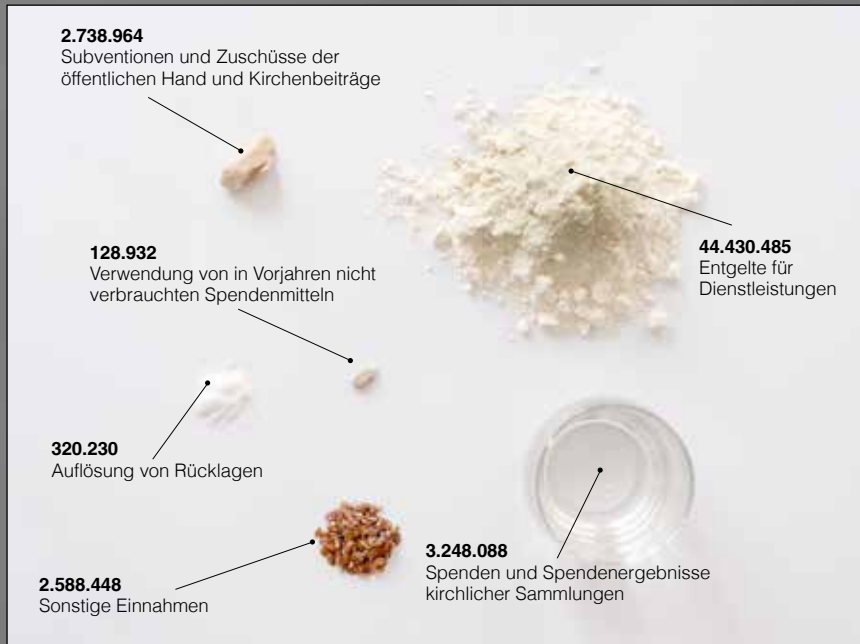 2.738.964
Subventionen und Zuschüsse der
öffentlichen Hand und Kirchenbeiträge
128.932
Verwendung von in Vorjahren nicht
verbrauchten Spendenmitteln
44.430.485
Entgelte für
Dienstleistungen
320.230
Auflösung von Rücklagen
3.248.088
Spenden und Spendenergebnisse
kirchlicher Sammlungen
2.588.448
Sonstige Einnahmen